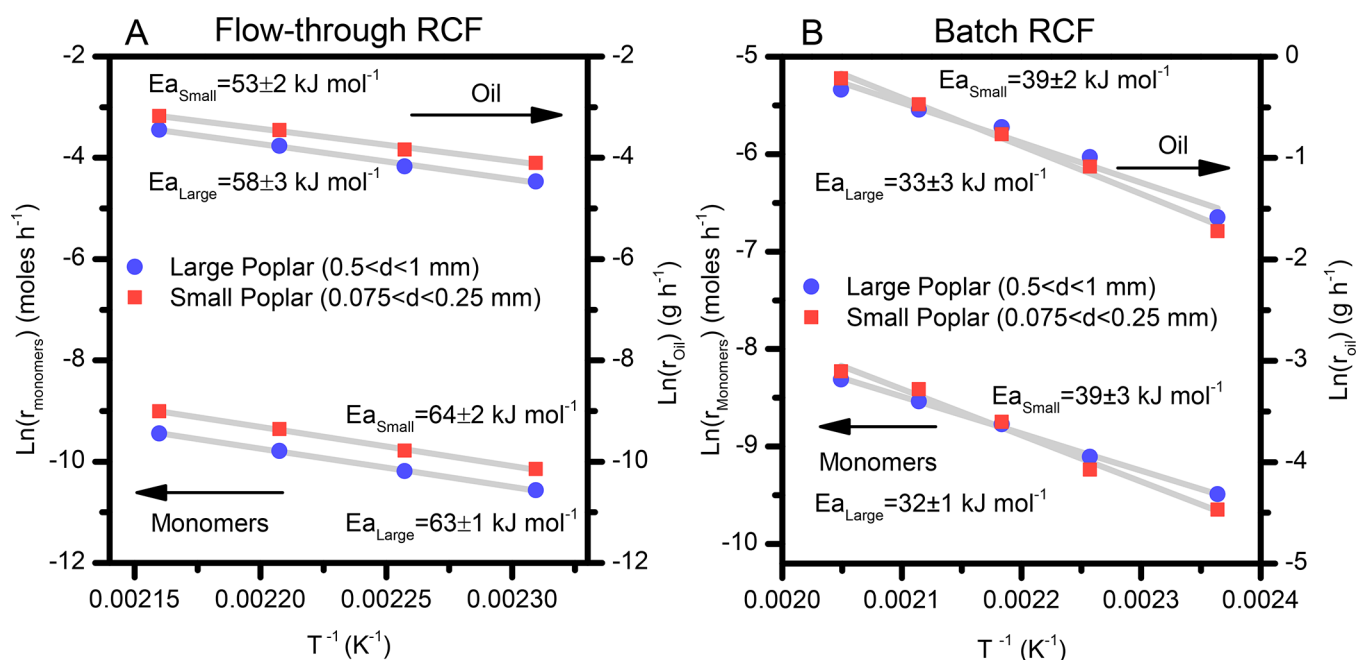 A
Flow-through RCF
Ea_Small=53±2 kJ mol⁻¹
Oil
Ea_Large=58±3 kJ mol⁻¹
Large Poplar (0.5<d<1 mm)
Small Poplar (0.075<d<0.25 mm)
Ea_Small=64±2 kJ mol⁻¹
Monomers
Ea_Large=63±1 kJ mol⁻¹
Ln(r_monomers) (moles h⁻¹)
-2
-4
-6
-8
-10
-12
Ln(r_Oil) (g h⁻¹)
-2
-4
-6
-8
-10
-12
0.00215
0.00220
0.00225
0.00230
T ⁻¹ (K⁻¹)
B
Batch RCF
Ea_Small=39±2 kJ mol⁻¹
Oil
Ea_Large=33±3 kJ mol⁻¹
Large Poplar (0.5<d<1 mm)
Small Poplar (0.075<d<0.25 mm)
Ea_Small=39±3 kJ mol⁻¹
Monomers
Ea_Large=32±1 kJ mol⁻¹
Ln(r_Monomers) (moles h⁻¹)
-5
-6
-7
-8
-9
-10
Ln(r_oil) (g h⁻¹)
0
-1
-2
-3
-4
-5
0.0020
0.0021
0.0022
0.0023
0.0024
T ⁻¹ (K⁻¹)